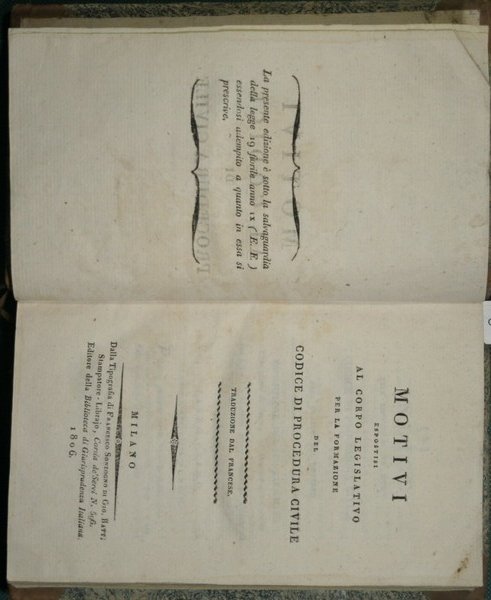 La presente edizione è sotto la salvaguardia
della legge 19 fiorile anno IX ( E. F. )
essendosi adempito a quanto in essa si
prescrive.
MOTIVI
ESPOSTISI
AL CORPO LEGISLATIVO
PER LA FORMAZIONE
DEL
CODICE DI PROCEDURA CIVILE
TRADUZIONE DAL FRANCESE.
MILANO
Dalla Tipografia di FRANCESCO SONZOGNO DI GIO. BATT.
Stampatore-Librajo, Corsia de' Servi N. 596.
Editore della Biblioteca di Giurisprudenza Italiana.
1806.